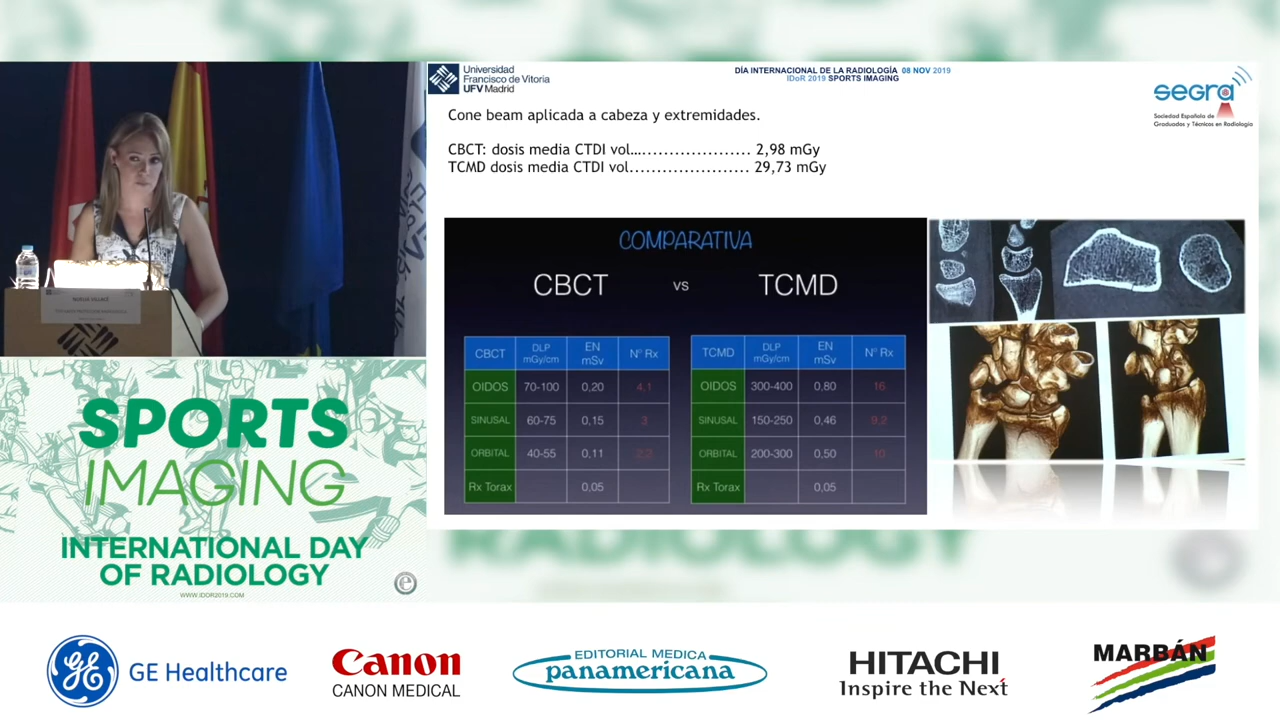 Universidad
Francisco de Vitoria
UFV Madrid
DÍA INTERNACIONAL DE LA RADIOLOGÍA 08 NOV 2019
IDoR 2019 SPORTS IMAGING
segra
Sociedad Española de
Graduados y Técnicos en Radiología
Cone beam aplicada a cabeza y extremidades.
CBCT: dosis media CTDI vol........................ 2,98 mGy
TCMD dosis media CTDI vol...................... 29,73 mGy
COMPARATIVA
CBCT vs TCMD
CBCT DLP mGy/cm EN mSv Nº Rx
OIDOS 70-100 0,20 4,1
SINUSAL 60-75 0,15 3
ORBITAL 40-55 0,11 2,2
Rx Torax 0,05
TCMD DLP mGy/cm EN mSv Nº Rx
OIDOS 300-400 0,80 16
SINUSAL 150-250 0,46 9,2
ORBITAL 200-300 0,50 10
Rx Torax 0,05
SPORTS
IMAGING
INTERNATIONAL DAY
OF RADIOLOGY
WWW.IDOR2019.COM
GE Healthcare
Canon
CANON MEDICAL
EDITORIAL MEDICA
panamericana
HITACHI
Inspire the Next
MARBÁN